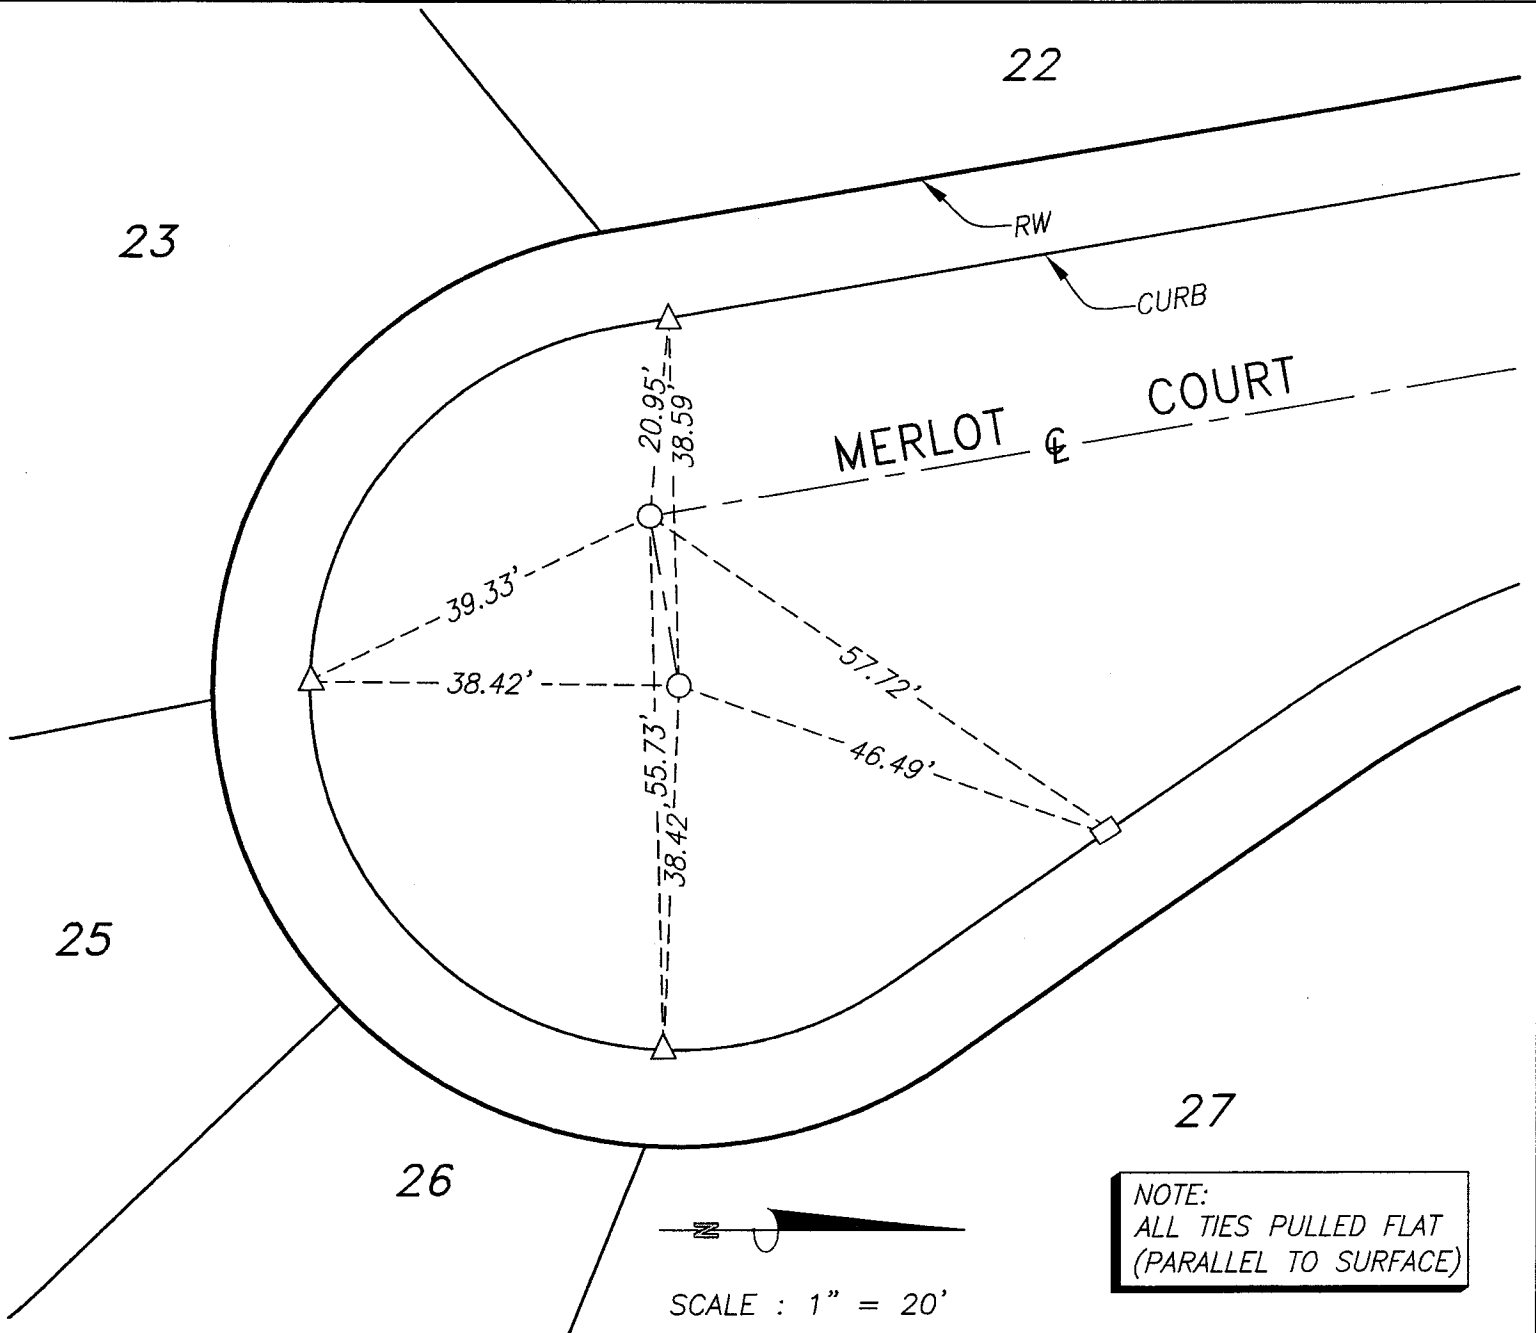 22
23
RW
CURB
MERLOT ℄ COURT
20.95'
38.59'
39.33'
38.42'
57.72'
46.49'
55.73'
38.42'
25
26
27
N
SCALE : 1" = 20'
NOTE:
ALL TIES PULLED FLAT
(PARALLEL TO SURFACE)